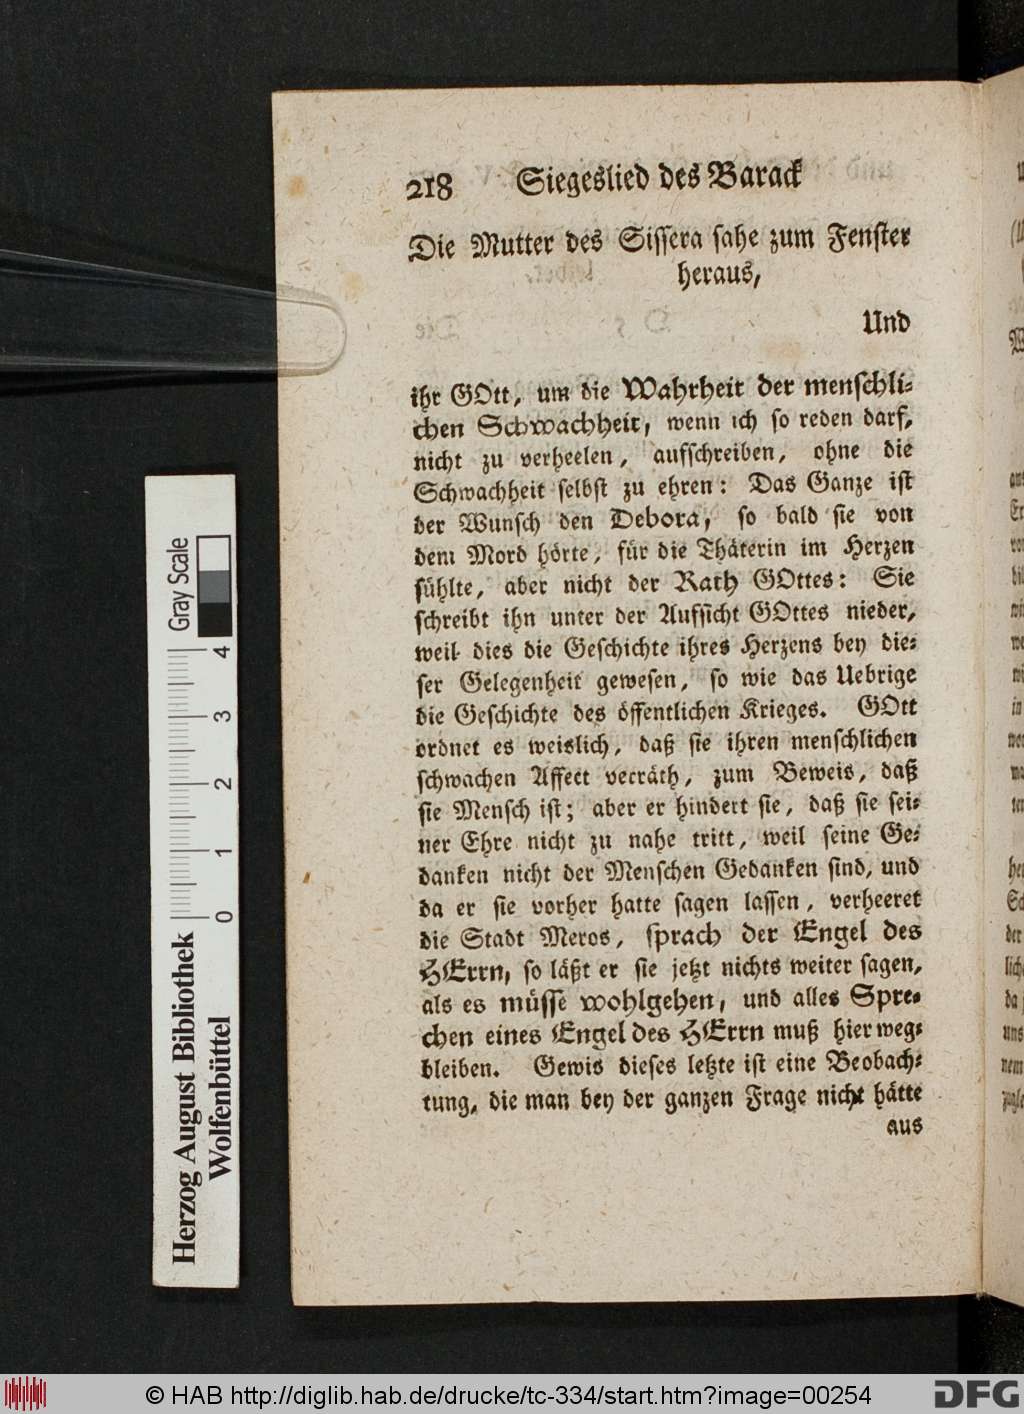 218 Siegeslied des Barack
Die Mutter des Sissera sahe zum Fenster
heraus,
Und
ihr GOtt, um die Wahrheit der menschli-
chen Schwachheit, wenn ich so reden darf,
nicht zu verheelen, aufschreiben, ohne die
Schwachheit selbst zu ehren: Das Ganze ist
der Wunsch den Debora, so bald sie von
dem Mord hörte, für die Thäterin im Herzen
fühlte, aber nicht der Rath GOttes: Sie
schreibt ihn unter der Aufsicht GOttes nieder,
weil dies die Geschichte ihres Herzens bey die-
ser Gelegenheit gewesen, so wie das Uebrige
die Geschichte des öffentlichen Krieges. GOtt
ordnet es weislich, daß sie ihren menschlichen
schwachen Affect verräth, zum Beweis, daß
sie Mensch ist; aber er hindert sie, daß sie sei-
ner Ehre nicht zu nahe tritt, weil seine Ge-
danken nicht der Menschen Gedanken sind, und
da er sie vorher hatte sagen lassen, verheeret
die Stadt Meros, sprach der Engel des
HErrn, so läßt er sie jetzt nichts weiter sagen,
als es müsse wohlgehen, und alles Spre-
chen eines Engel des HErrn muß hier weg-
bleiben. Gewis dieses letzte ist eine Beobach-
tung, die man bey der ganzen Frage nicht hätte
aus
Gray Scale
0 1 2 3 4
Herzog August Bibliothek
Wolfenbüttel
© HAB http://diglib.hab.de/drucke/tc-334/start.htm?image=00254
DFG